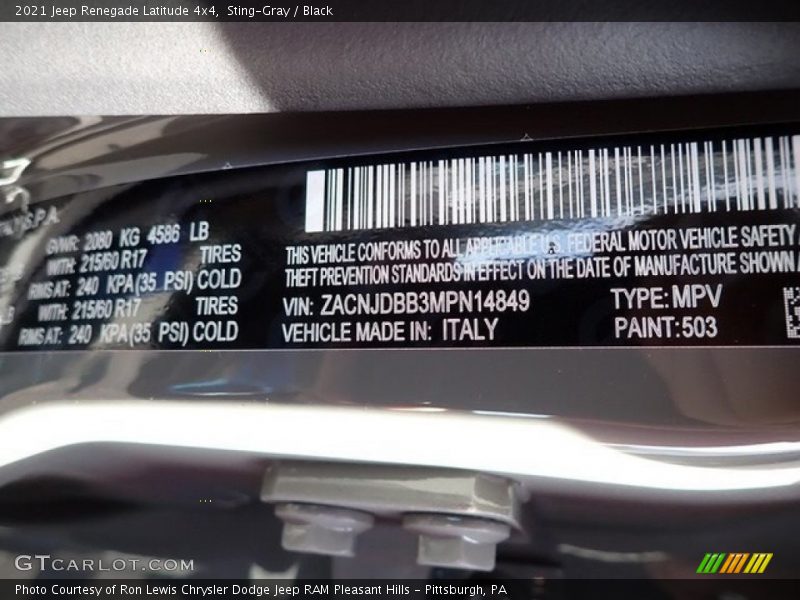 2021 Jeep Renegade Latitude 4x4, Sting-Gray / Black
S.P.A.
GVWR: 2080 KG 4586 LB
WITH: 215/60 R17 TIRES
RIMS AT: 240 KPA(35 PSI) COLD
WITH: 215/60 R17 TIRES
RIMS AT: 240 KPA(35 PSI) COLD
THIS VEHICLE CONFORMS TO ALL APPLICABLE U.S. FEDERAL MOTOR VEHICLE SAFETY
THEFT PREVENTION STANDARDS IN EFFECT ON THE DATE OF MANUFACTURE SHOWN
VIN: ZACNJDBB3MPN14849 TYPE: MPV
VEHICLE MADE IN: ITALY PAINT: 503
GTCARLOT.COM
Photo Courtesy of Ron Lewis Chrysler Dodge Jeep RAM Pleasant Hills - Pittsburgh, PA